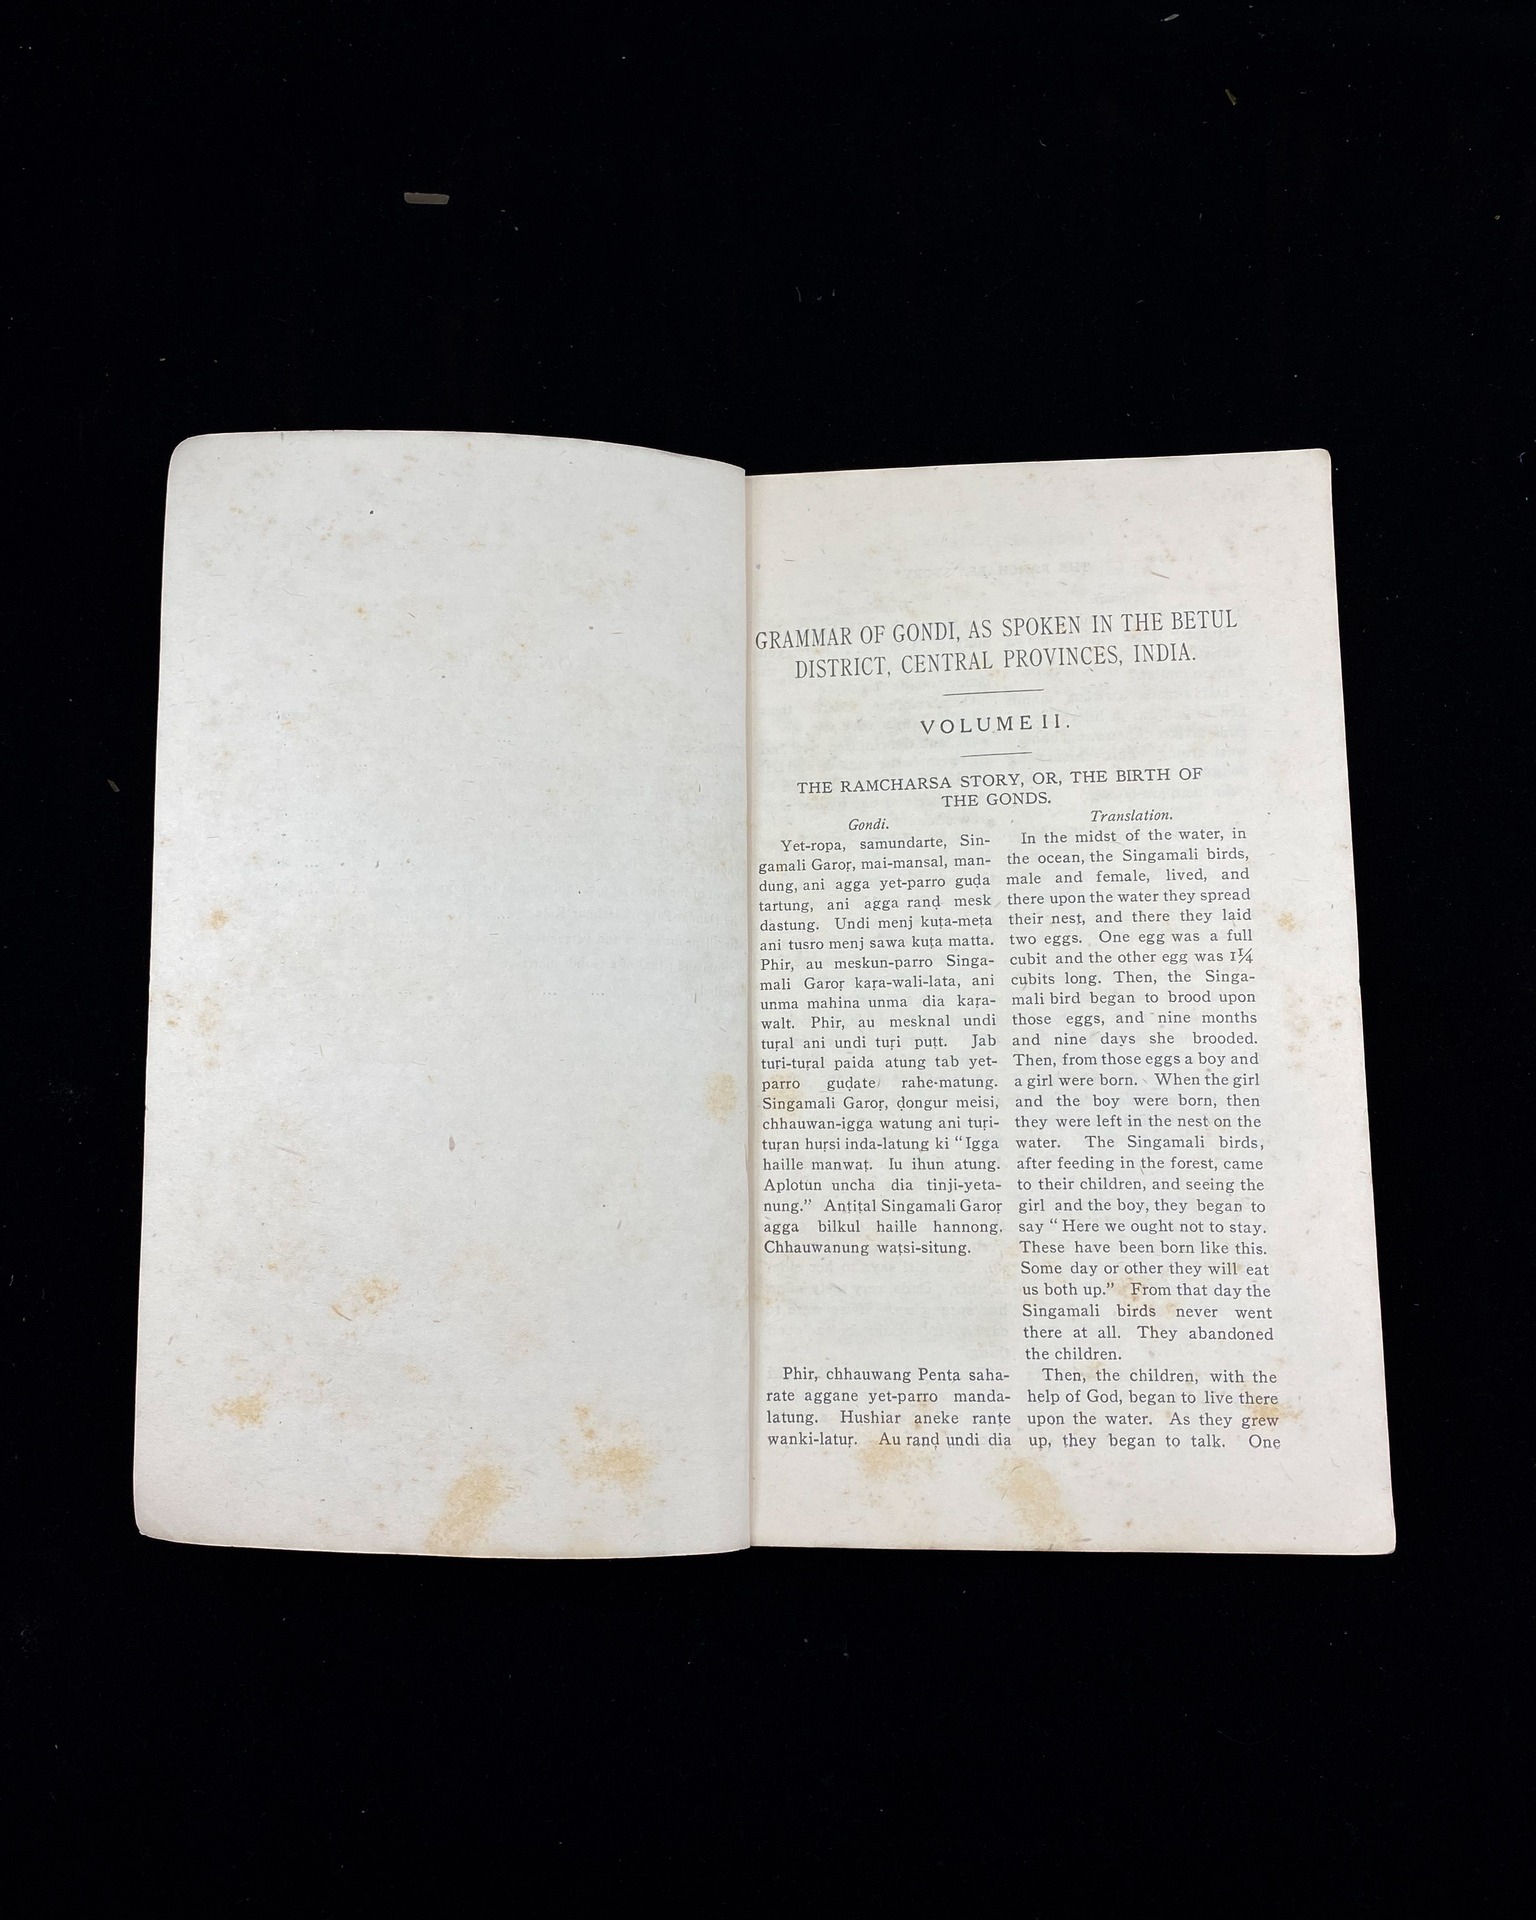 GRAMMAR OF GONDI, AS SPOKEN IN THE BETUL
DISTRICT, CENTRAL PROVINCES, INDIA.
VOLUME II.
THE RAMCHARSA STORY, OR, THE BIRTH OF
THE GONDS.
Gondi.
Yet-ropa, samundarte, Sin-
gamali Garoṛ, mai-mansal, man-
dung, ani agga yet-parro guḍa
tartung, ani agga raṇḍ mesk
dastung. Undi menj kuṭa-meṭa
ani tusro menj sawa kuṭa matta.
Phir, au meskun-parro Singa-
mali Garoṛ kaṛa-wali-lata, ani
unma mahina unma dia kaṛa-
walt. Phir, au mesknal undi
tuṛal ani undi tuṛi puṭt. Jab
tuṛi-tuṛal paida atung tab yet-
parro guḍate rahe-matung.
Singamali Garoṛ, ḍongur meisi,
chhauwan-igga watung ani tuṛi-
tuṛan huṛsi inda-latung ki “Igga
haille manwaṭ. Iu ihun atung.
Aplotun uncha dia tinji-yeta-
nung.” Antiṭal Singamali Garoṛ
agga bilkul haille hannong.
Chhauwanung waṭsi-situng.
Phir, chhauwang Penta saha-
rate aggane yet-parro manda-
latung. Hushiar aneke ranṭe
wanki-latuṛ. Au raṇḍ undi dia
Translation.
In the midst of the water, in
the ocean, the Singamali birds,
male and female, lived, and
there upon the water they spread
their nest, and there they laid
two eggs. One egg was a full
cubit and the other egg was 1¼
cubits long. Then, the Singa-
mali bird began to brood upon
those eggs, and nine months
and nine days she brooded.
Then, from those eggs a boy and
a girl were born. When the girl
and the boy were born, then
they were left in the nest on the
water. The Singamali birds,
after feeding in the forest, came
to their children, and seeing the
girl and the boy, they began to
say “Here we ought not to stay.
These have been born like this.
Some day or other they will eat
us both up.” From that day the
Singamali birds never went
there at all. They abandoned
the children.
Then, the children, with the
help of God, began to live there
upon the water. As they grew
up, they began to talk. One